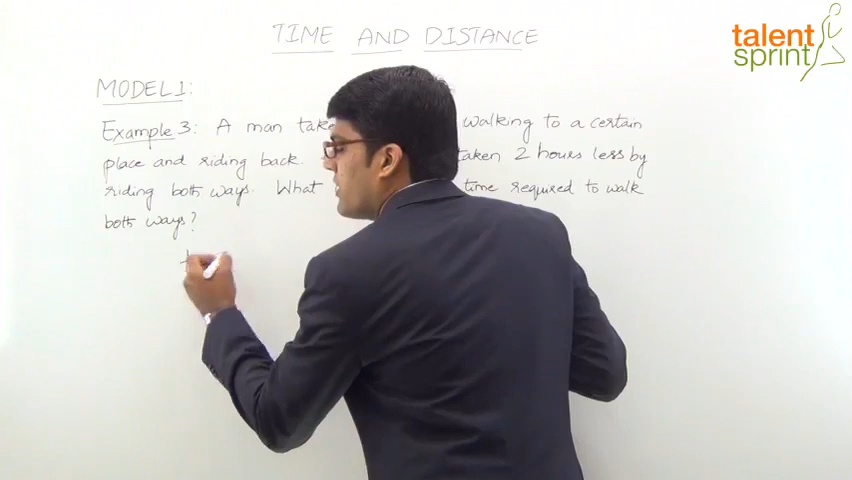 TIME AND DISTANCE
talent
sprint
MODEL 1:
Example 3: A man walking to a certain
place and riding back. taken 2 hours less by
riding both ways. What time required to walk
both ways?